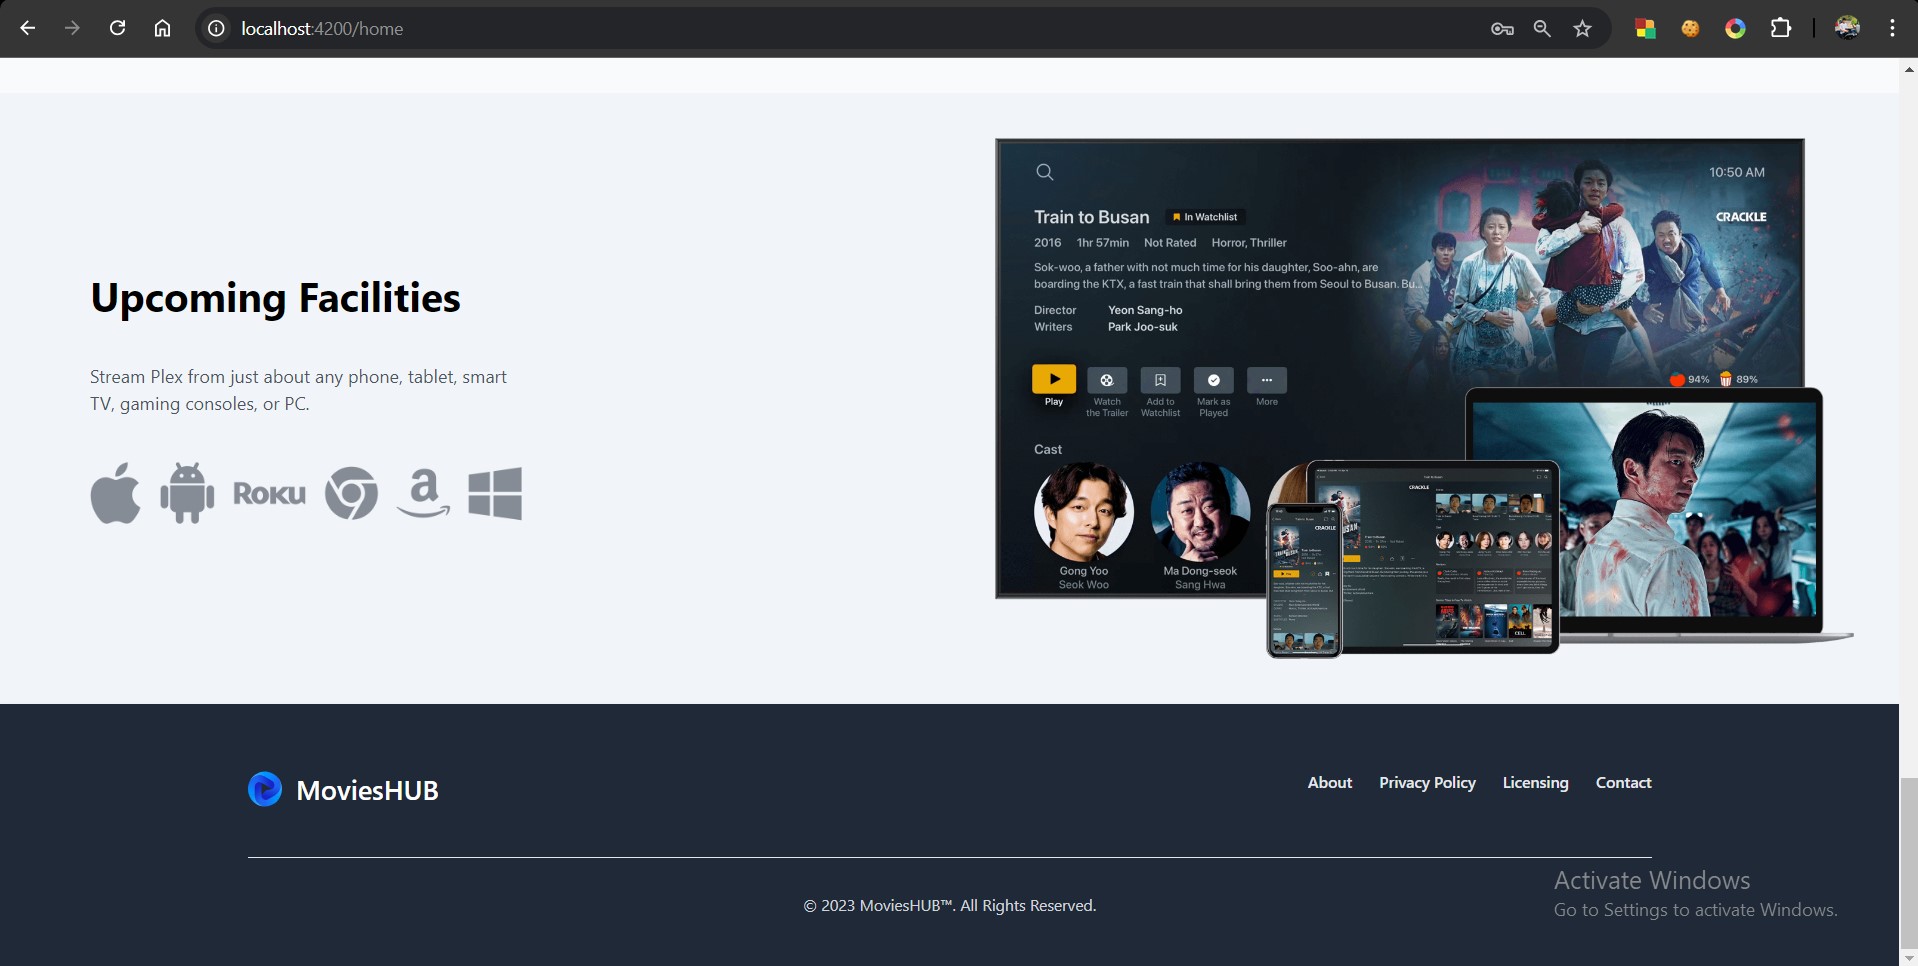 localhost:4200/home
10:50 AM
Train to Busan
In Watchlist
CRACKLE
2016 1hr 57min Not Rated Horror, Thriller
Sok-woo, a father with not much time for his daughter, Soo-ahn, are
boarding the KTX, a fast train that shall bring them from Seoul to Busan. Bu...
Director Yeon Sang-ho
Writers Park Joo-suk
94% 89%
Play
Watch
the Trailer
Add to
Watchlist
Mark as
Played
More
Cast
Gong Yoo
Seok Woo
Ma Dong-seok
Sang Hwa
CRACKLE
CRACKLE
Upcoming Facilities
Stream Plex from just about any phone, tablet, smart
TV, gaming consoles, or PC.
ROKU
MoviesHUB
About Privacy Policy Licensing Contact
© 2023 MoviesHUB™. All Rights Reserved.
Activate Windows
Go to Settings to activate Windows.